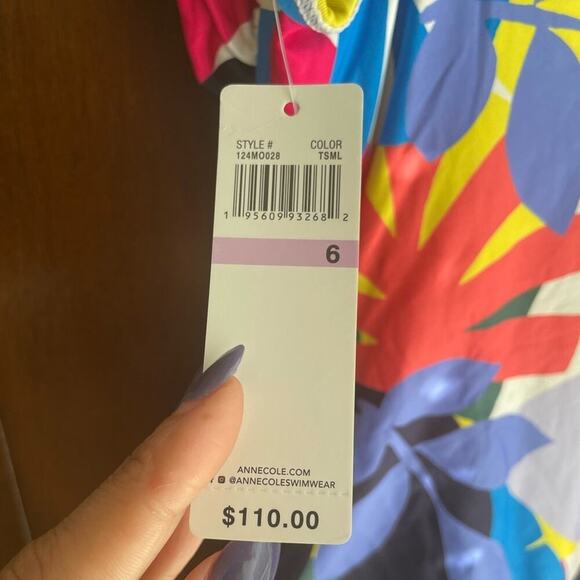 STYLE # COLOR
124MO028 TSML
1 95609 93268 2
6
ANNECOLE.COM
@ANNECOLESWIMWEAR
$110.00